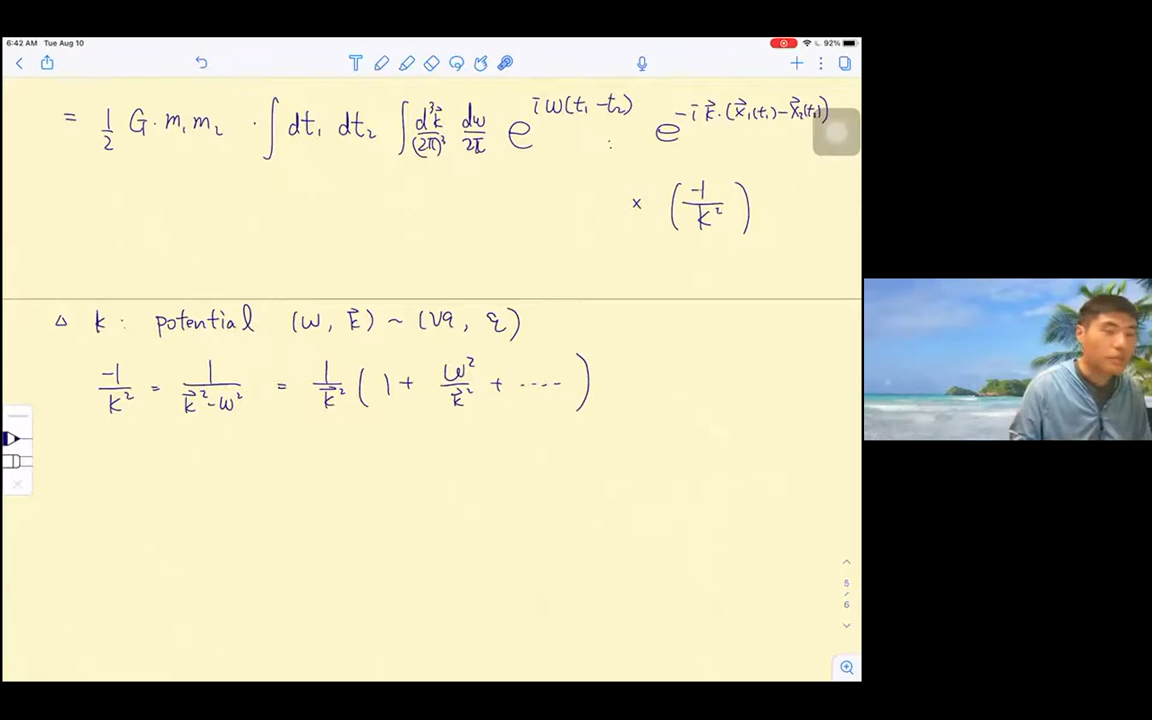 6:42 AM Tue Aug 10 92%
= 1/2 G · m₁ m₂ · ∫ dt₁ dt₂ ∫ d³k⃗/(2π)³ dω/2π e^{iω(t₁-t₂)} · e^{-i k⃗·(x⃗₁(t₁)-x⃗₂(t₂))}
× (-1/k²)
△ k : potential (ω, k⃗) ~ (vq, q)
-1/k² = 1/(k⃗²-ω²) = 1/k⃗² (1 + ω²/k⃗² + ····)
5
/
6